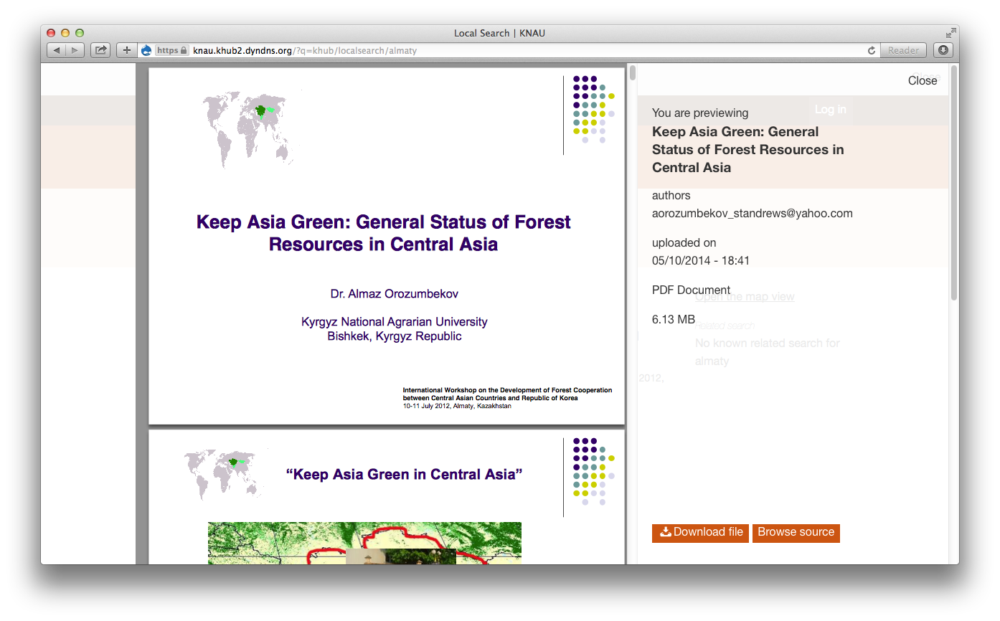 Local Search | KNAU
https knau.khub2.dyndns.org/?q=khub/localsearch/almaty
Reader
Keep Asia Green: General Status of Forest
Resources in Central Asia
Dr. Almaz Orozumbekov
Kyrgyz National Agrarian University
Bishkek, Kyrgyz Republic
International Workshop on the Development of Forest Cooperation
between Central Asian Countries and Republic of Korea
10-11 July 2012, Almaty, Kazakhstan
“Keep Asia Green in Central Asia”
Close
Close
Log in
You are previewing
Keep Asia Green: General
Status of Forest Resources in
Central Asia
authors
aorozumbekov_standrews@yahoo.com
uploaded on
05/10/2014 - 18:41
PDF Document
Open the map view
6.13 MB
Related search
No known related search for
almaty
2012,
Download file
Browse source